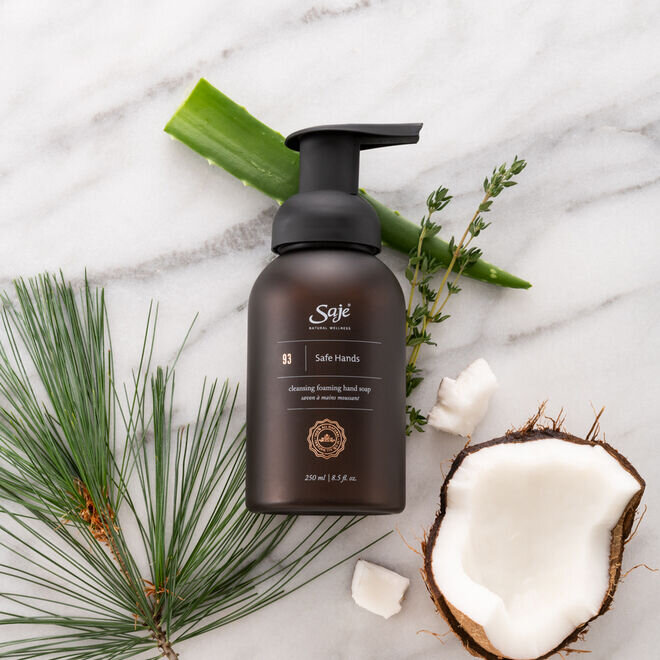 Saje®
NATURAL WELLNESS
93 | Safe Hands
cleansing foaming hand soap
savon à mains moussant
250 ml | 8.5 fl. oz.